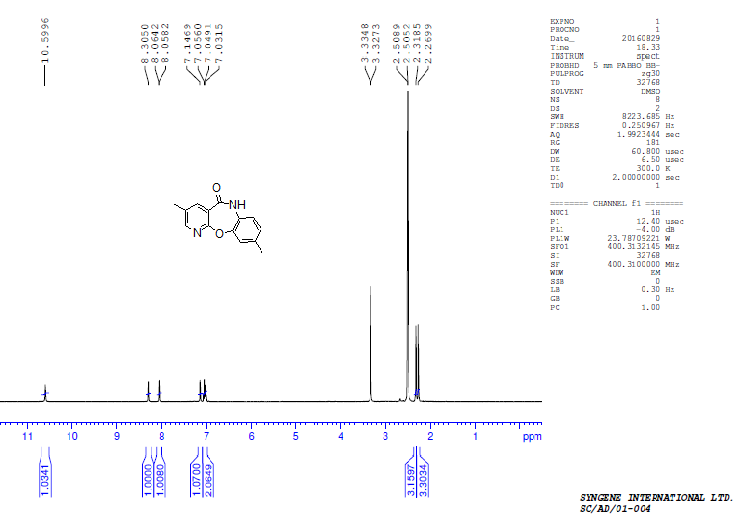 10.5996
8.3050
8.0642
8.0582
7.1469
7.0560
7.0491
7.0315
3.3348
3.3273
2.5089
2.5052
2.3185
2.2699
EXPNO 1
PROCNO 1
Date_ 20160829
Time 18.33
INSTRUM spect
PROBHD 5 mm PABBO BB-
PULPROG zg30
TD 32768
SOLVENT DMSO
NS 8
DS 2
SWH 8223.685 Hz
FIDRES 0.250967 Hz
AQ 1.9923444 sec
RG 181
DW 60.800 usec
DE 6.50 usec
TE 300.0 K
D1 2.00000000 sec
TD0 1
======== CHANNEL f1 ========
NUC1 1H
P1 12.40 usec
PL1 -4.00 dB
PL1W 23.78709221 W
SFO1 400.3132145 MHz
SI 32768
SF 400.3100000 MHz
WDW EM
SSB 0
LB 0.30 Hz
GB 0
PC 1.00
O
NH
N
O
11 10 9 8 7 6 5 4 3 2 1 ppm
1.0341
1.0000
1.0080
1.0700
2.0649
3.1597
3.3034
SYNGENE INTERNATIONAL LTD.
SC/AD/01-004